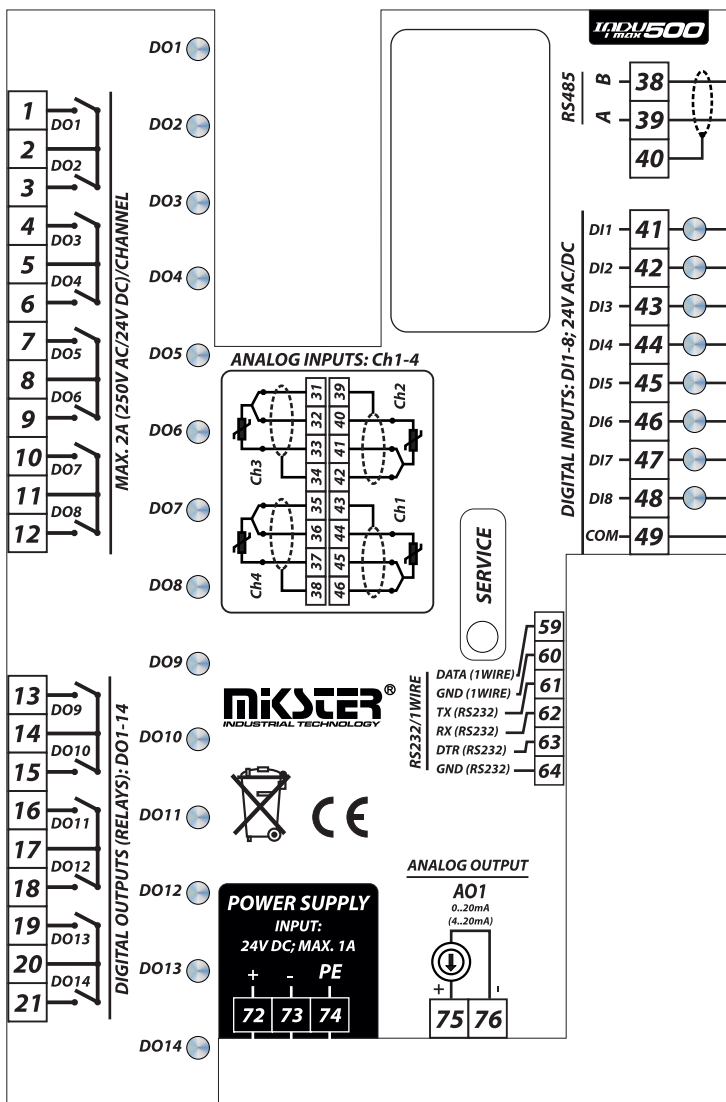 INDU
I MAX 500
DO1
DO2
DO3
DO4
DO5
DO6
DO7
DO8
DO9
DO10
DO11
DO12
DO13
DO14
1
2
3
4
5
6
7
8
9
10
11
12
DO1
DO2
DO3
DO4
DO5
DO6
DO7
DO8
MAX. 2A (250V AC/24V DC)/CHANNEL
13
14
15
16
17
18
19
20
21
DO9
DO10
DO11
DO12
DO13
DO14
DIGITAL OUTPUTS (RELAYS): DO1-14
ANALOG INPUTS: Ch1-4
31
32
33
34
35
36
37
38
39
40
41
42
43
44
45
46
Ch2
Ch3
Ch1
Ch4
RS485
B
A
38
39
40
DIGITAL INPUTS: DI1-8; 24V AC/DC
DI1
DI2
DI3
DI4
DI5
DI6
DI7
DI8
COM
41
42
43
44
45
46
47
48
49
SERVICE
RS232/1WIRE
DATA (1WIRE)
GND (1WIRE)
TX (RS232)
RX (RS232)
DTR (RS232)
GND (RS232)
59
60
61
62
63
64
MIKSTER®
INDUSTRIAL TECHNOLOGY
CE
POWER SUPPLY
INPUT:
24V DC; MAX. 1A
+ - PE
72 73 74
ANALOG OUTPUT
AO1
0..20mA
(4..20mA)
+ -
75 76